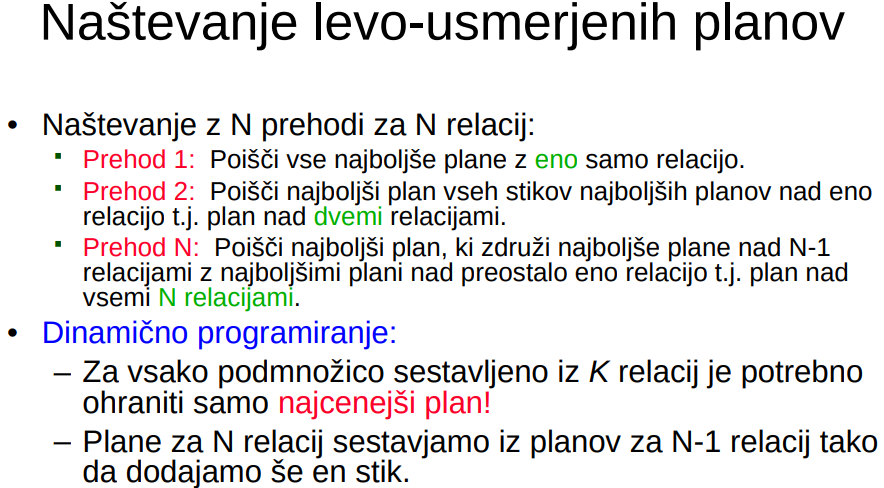 Naštevanje levo-usmerjenih planov
• Naštevanje z N prehodi za N relacij:
▪ Prehod 1: Poišči vse najboljše plane z eno samo relacijo.
▪ Prehod 2: Poišči najboljši plan vseh stikov najboljših planov nad eno
relacijo t.j. plan nad dvemi relacijami.
▪ Prehod N: Poišči najboljši plan, ki združi najboljše plane nad N-1
relacijami z najboljšimi plani nad preostalo eno relacijo t.j. plan nad
vsemi N relacijami.
• Dinamično programiranje:
– Za vsako podmnožico sestavljeno iz K relacij je potrebno
ohraniti samo najcenejši plan!
– Plane za N relacij sestavjamo iz planov za N-1 relacij tako
da dodajamo še en stik.